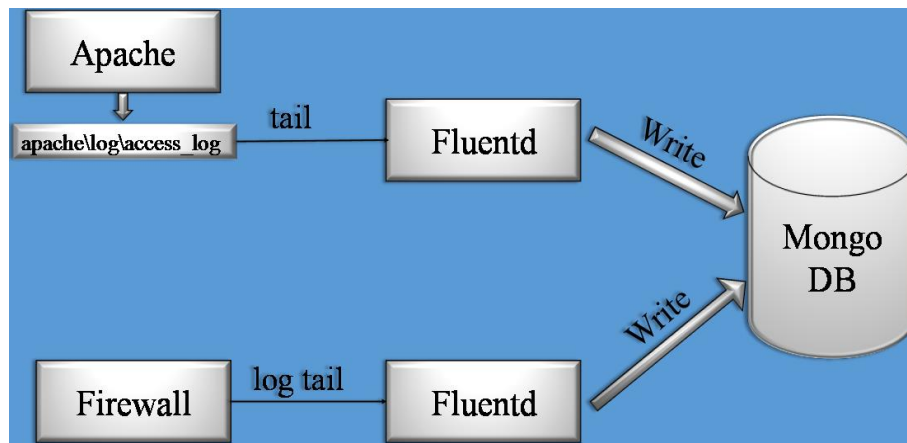 Apache
apache\log\access_log
tail
Fluentd
Write
Mongo
DB
Write
Firewall
log tail
Fluentd